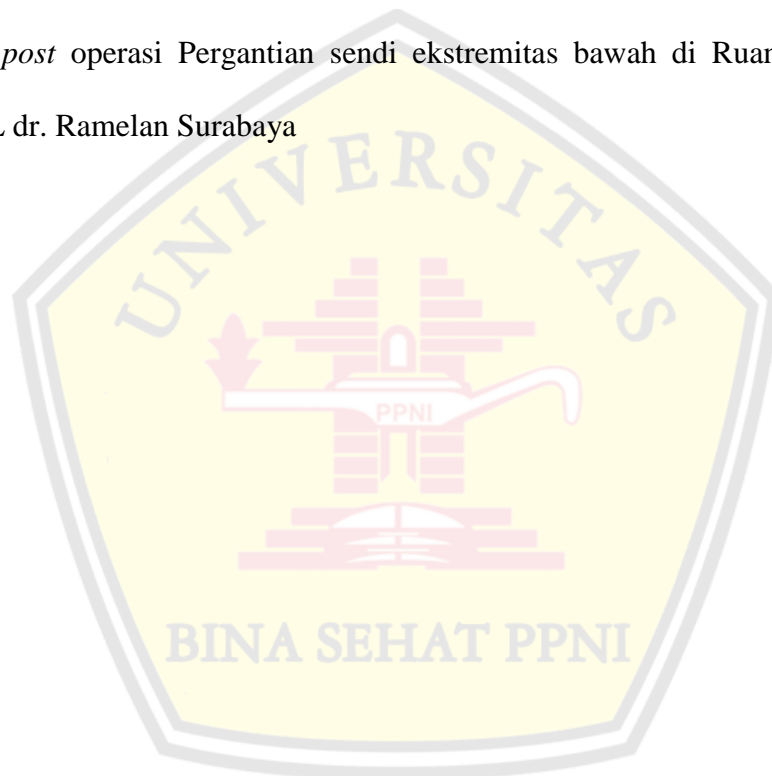 post operasi Pergantian sendi ekstremitas bawah di Ruan
dr. Ramelan Surabaya
UNIVERSITAS
PPNI
BINA SEHAT PPNI